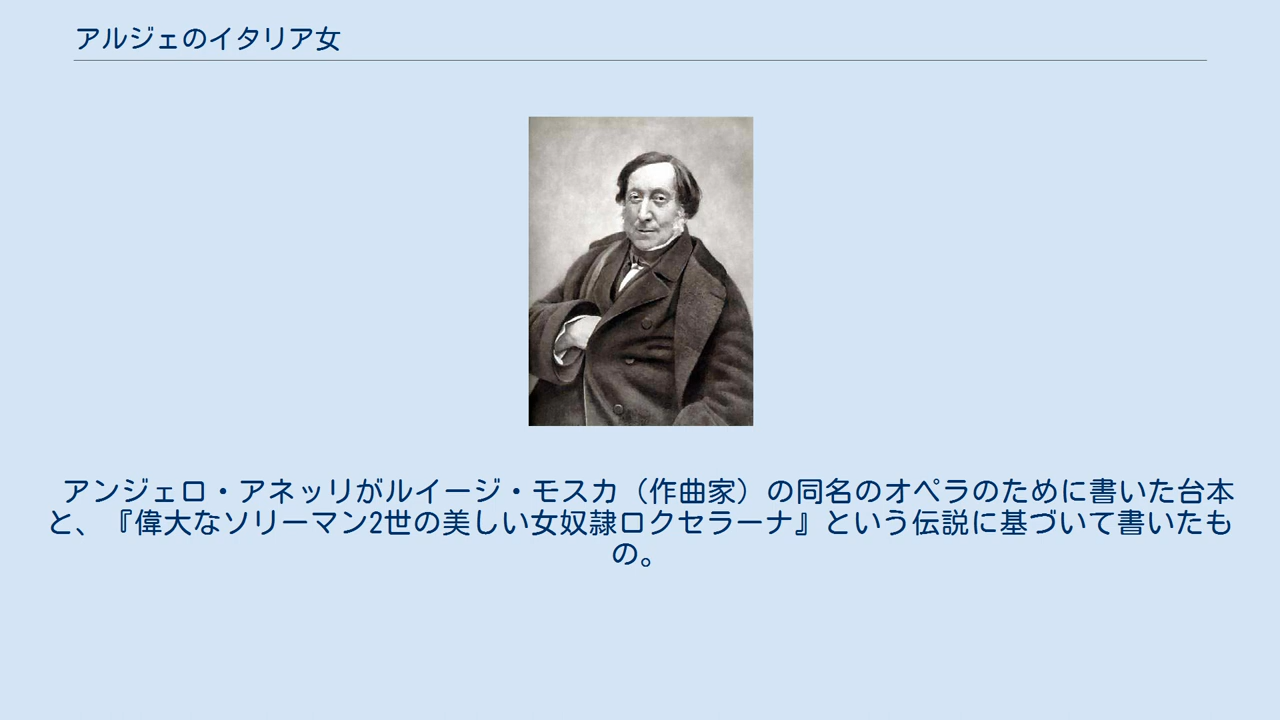 アルジェのイタリア女
アンジェロ・アネッリがルイージ・モスカ（作曲家）の同名のオペラのために書いた台本
と、『偉大なソリーマン2世の美しい女奴隷ロクセラーナ』という伝説に基づいて書いたも
の。